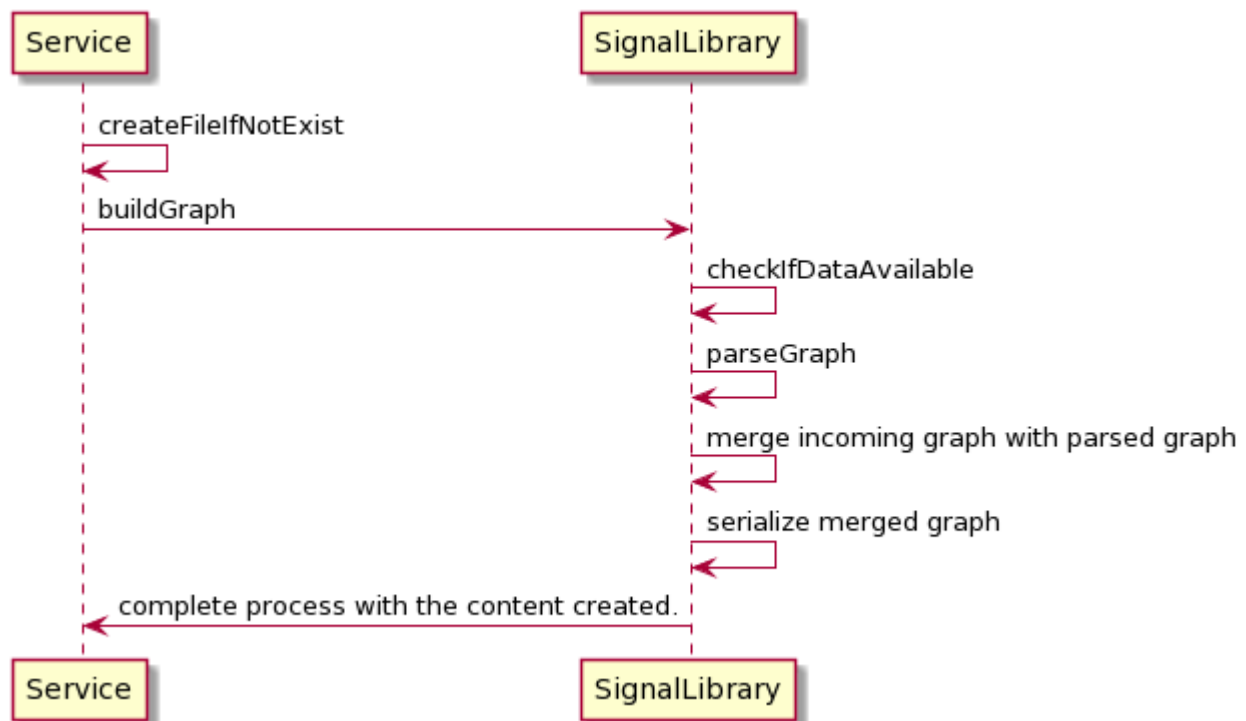 Service
SignalLibrary
createFileIfNotExist
buildGraph
checkIfDataAvailable
parseGraph
merge incoming graph with parsed graph
serialize merged graph
complete process with the content created.
Service
SignalLibrary